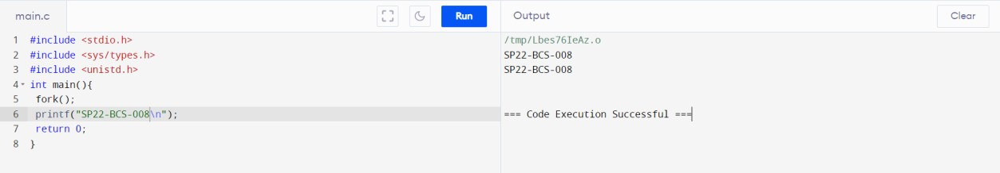 main.c
Run
1 #include <stdio.h>
2 #include <sys/types.h>
3 #include <unistd.h>
4 int main(){
5 fork();
6 printf("SP22-BCS-008\n");
7 return 0;
8 }
Output
Clear
/tmp/Lbes76IeAz.o
SP22-BCS-008
SP22-BCS-008
=== Code Execution Successful ===